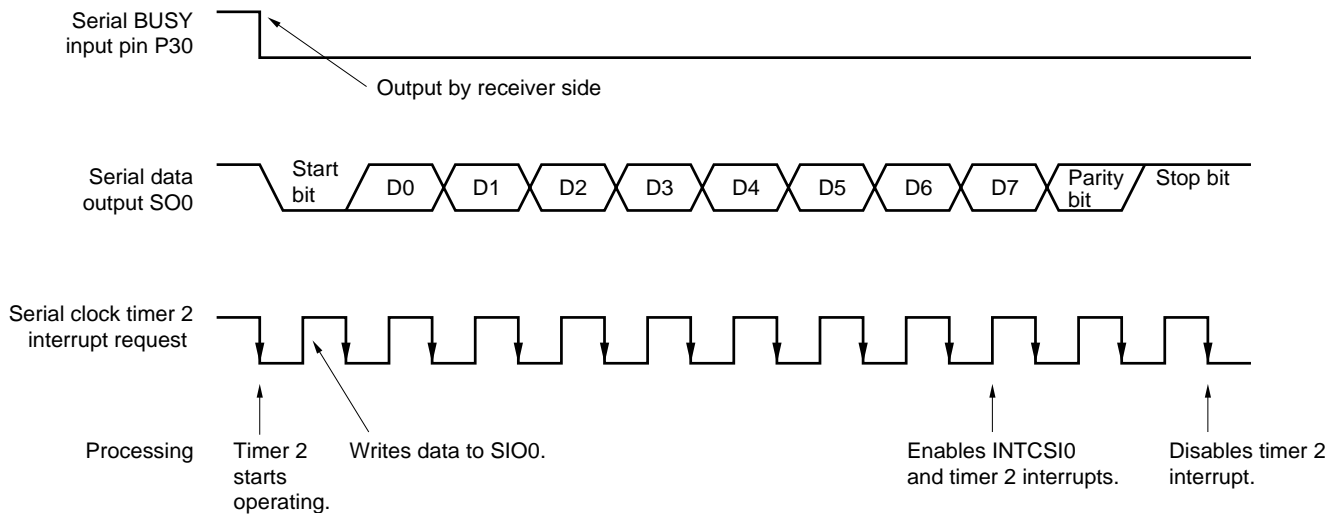 Serial BUSY
input pin P30
Output by receiver side
Serial data
output SO0
Start
bit
D0
D1
D2
D3
D4
D5
D6
D7
Parity
bit
Stop bit
Serial clock timer 2
interrupt request
Processing
Timer 2
starts
operating.
Writes data to SIO0.
Enables INTCSI0
and timer 2 interrupts.
Disables timer 2
interrupt.